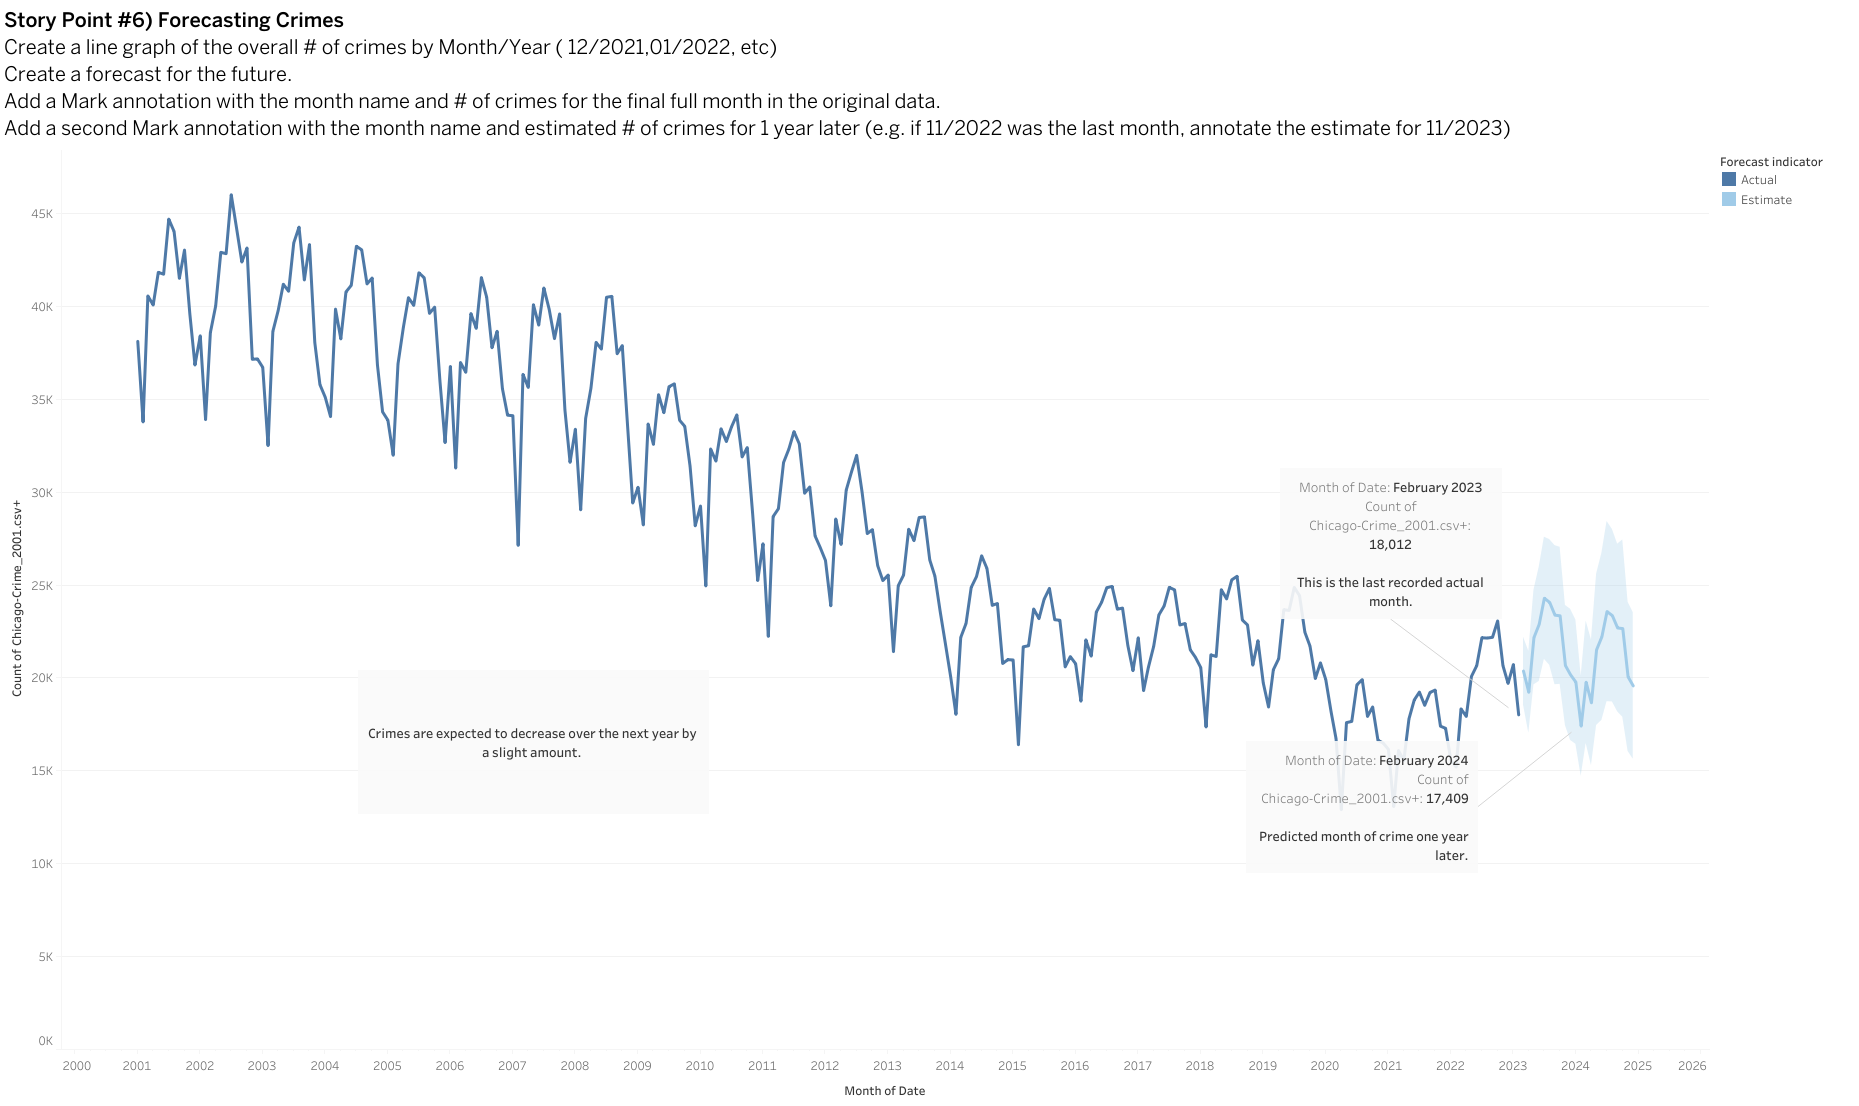 Story Point #6) Forecasting Crimes
Create a line graph of the overall # of crimes by Month/Year ( 12/2021,01/2022, etc)
Create a forecast for the future.
Add a Mark annotation with the month name and # of crimes for the final full month in the original data.
Add a second Mark annotation with the month name and estimated # of crimes for 1 year later (e.g. if 11/2022 was the last month, annotate the estimate for 11/2023)
Forecast indicator
Actual
Estimate
Count of Chicago-Crime_2001.csv+
45K
40K
35K
30K
25K
20K
15K
10K
5K
0K
Month of Date: February 2023
Count of
Chicago-Crime_2001.csv+:
18,012
This is the last recorded actual
month.
Crimes are expected to decrease over the next year by
a slight amount.
Month of Date: February 2024
Count of
Chicago-Crime_2001.csv+: 17,409
Predicted month of crime one year
later.
2000 2001 2002 2003 2004 2005 2006 2007 2008 2009 2010 2011 2012 2013 2014 2015 2016 2017 2018 2019 2020 2021 2022 2023 2024 2025 2026
Month of Date